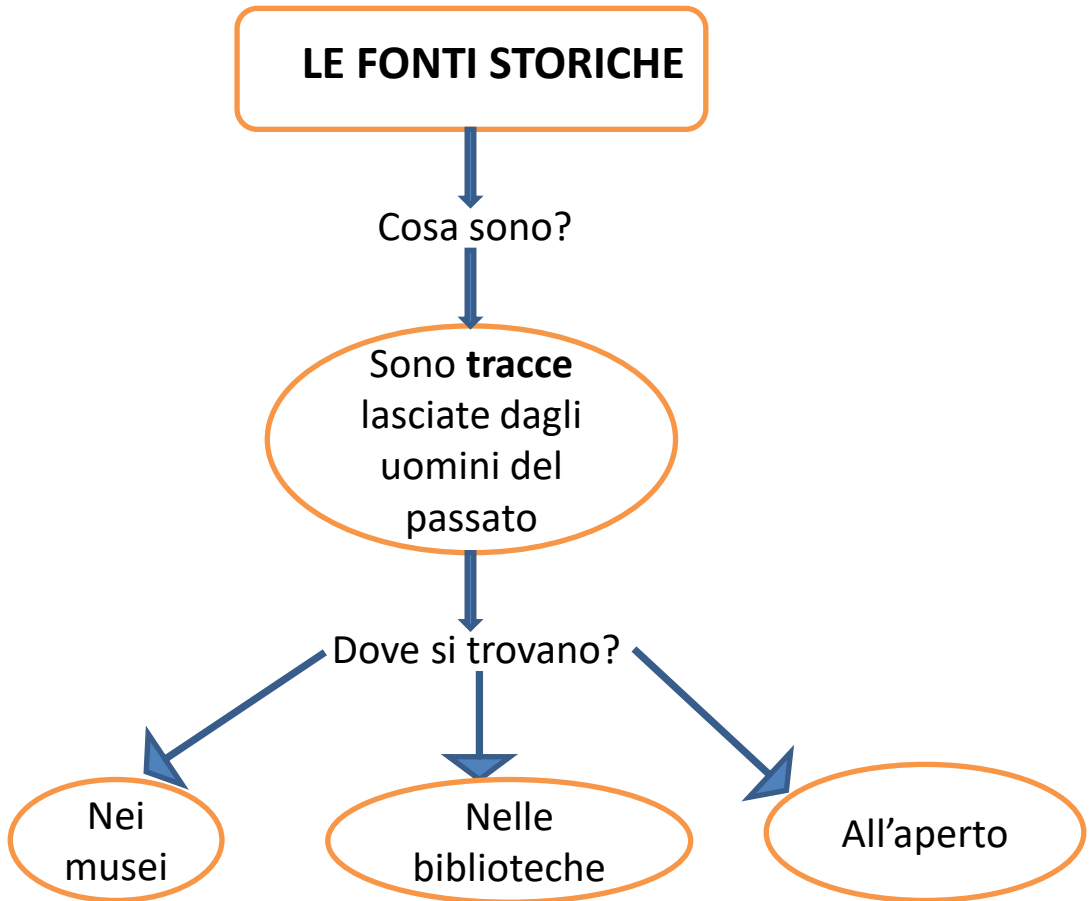 LE FONTI STORICHE
Cosa sono?
Sono tracce
lasciate dagli
uomini del
passato
Dove si trovano?
Nei
musei
Nelle
biblioteche
All’aperto